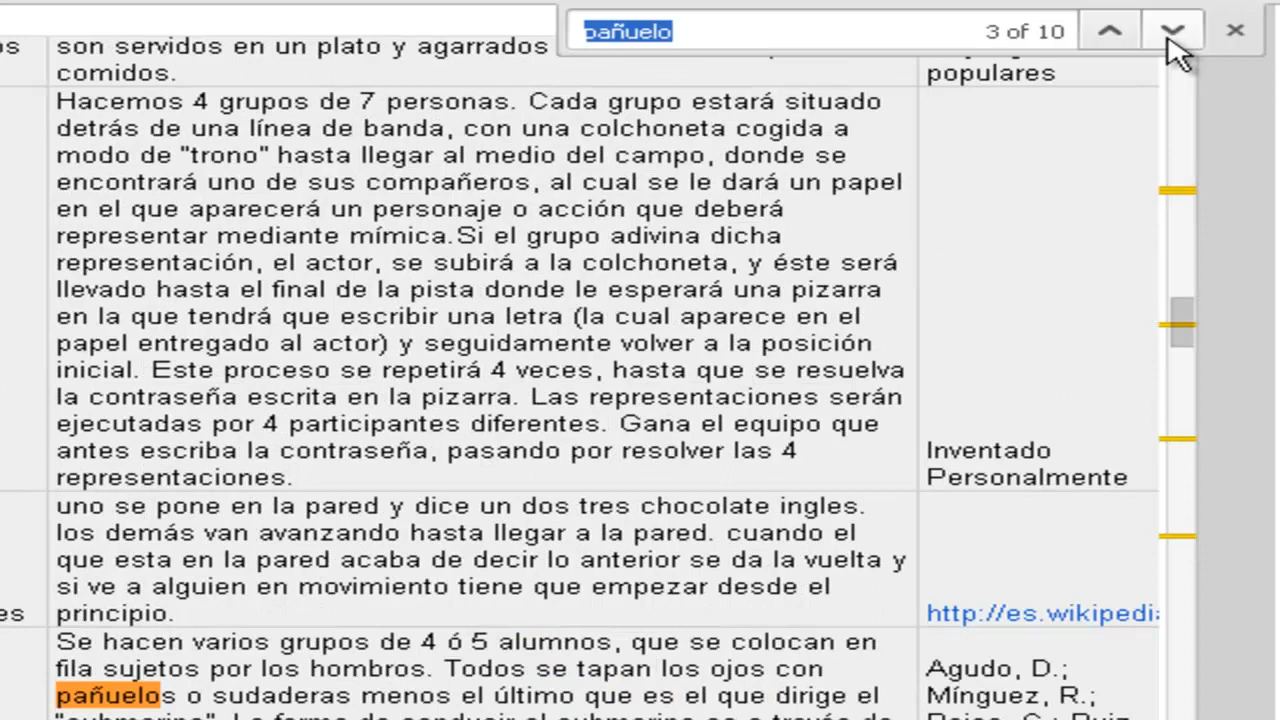 pañuelo
3 of 10
son servidos en un plato y agarrados
comidos.
populares
Hacemos 4 grupos de 7 personas. Cada grupo estará situado
detrás de una línea de banda, con una colchoneta cogida a
modo de "trono" hasta llegar al medio del campo, donde se
encontrará uno de sus compañeros, al cual se le dará un papel
en el que aparecerá un personaje o acción que deberá
representar mediante mímica.Si el grupo adivina dicha
representación, el actor, se subirá a la colchoneta, y éste será
llevado hasta el final de la pista donde le esperará una pizarra
en la que tendrá que escribir una letra (la cual aparece en el
papel entregado al actor) y seguidamente volver a la posición
inicial. Este proceso se repetirá 4 veces, hasta que se resuelva
la contraseña escrita en la pizarra. Las representaciones serán
ejecutadas por 4 participantes diferentes. Gana el equipo que
antes escriba la contraseña, pasando por resolver las 4
representaciones.
Inventado
Personalmente
uno se pone en la pared y dice un dos tres chocolate ingles.
los demás van avanzando hasta llegar a la pared. cuando el
que esta en la pared acaba de decir lo anterior se da la vuelta y
si ve a alguien en movimiento tiene que empezar desde el
principio.
es
http://es.wikipedi
Se hacen varios grupos de 4 ó 5 alumnos, que se colocan en
fila sujetos por los hombros. Todos se tapan los ojos con
pañuelos o sudaderas menos el último que es el que dirige el
"submarino". La forma de conducir el submarino es a través de
Agudo, D.;
Mínguez, R.;